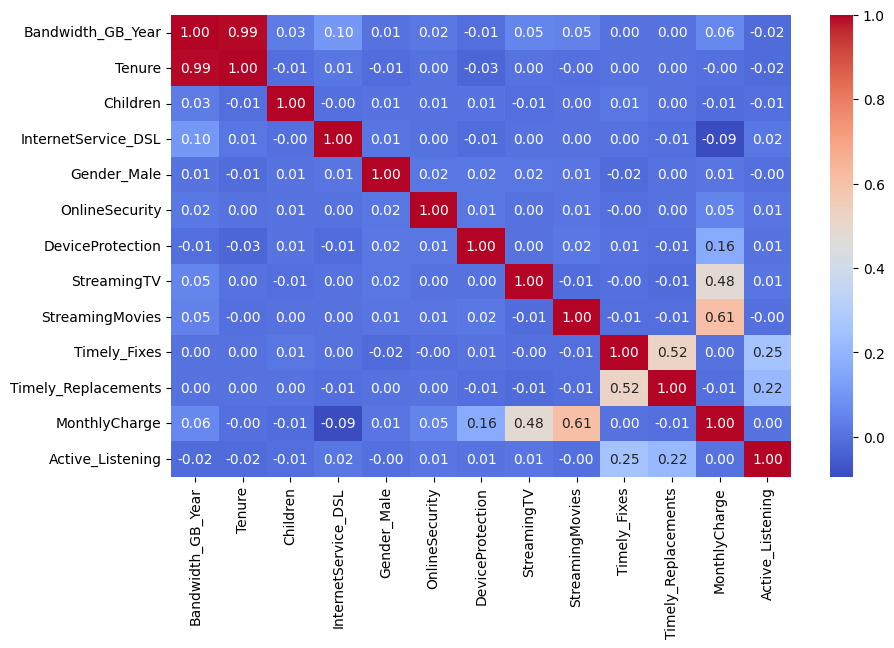 Bandwidth_GB_Year 1.00 0.99 0.03 0.10 0.01 0.02 -0.01 0.05 0.05 0.00 0.00 0.06 -0.02
Tenure 0.99 1.00 -0.01 0.01 -0.01 0.00 -0.03 0.00 -0.00 0.00 0.00 -0.00 -0.02
Children 0.03 -0.01 1.00 -0.00 0.01 0.01 0.01 -0.01 0.00 0.01 0.00 -0.01 -0.01
InternetService_DSL 0.10 0.01 -0.00 1.00 0.01 0.00 -0.01 0.00 0.00 0.00 -0.01 -0.09 0.02
Gender_Male 0.01 -0.01 0.01 0.01 1.00 0.02 0.02 0.02 0.01 -0.02 0.00 0.01 -0.00
OnlineSecurity 0.02 0.00 0.01 0.00 0.02 1.00 0.01 0.00 0.01 -0.00 0.00 0.05 0.01
DeviceProtection -0.01 -0.03 0.01 -0.01 0.02 0.01 1.00 0.00 0.02 0.01 -0.01 0.16 0.01
StreamingTV 0.05 0.00 -0.01 0.00 0.02 0.00 0.00 1.00 -0.01 -0.00 -0.01 0.48 0.01
StreamingMovies 0.05 -0.00 0.00 0.00 0.01 0.01 0.02 -0.01 1.00 -0.01 -0.01 0.61 -0.00
Timely_Fixes 0.00 0.00 0.01 0.00 -0.02 -0.00 0.01 -0.00 -0.01 1.00 0.52 0.00 0.25
Timely_Replacements 0.00 0.00 0.00 -0.01 0.00 0.00 -0.01 -0.01 -0.01 0.52 1.00 -0.01 0.22
MonthlyCharge 0.06 -0.00 -0.01 -0.09 0.01 0.05 0.16 0.48 0.61 0.00 -0.01 1.00 0.00
Active_Listening -0.02 -0.02 -0.01 0.02 -0.00 0.01 0.01 0.01 -0.00 0.25 0.22 0.00 1.00
Bandwidth_GB_Year
Tenure
Children
InternetService_DSL
Gender_Male
OnlineSecurity
DeviceProtection
StreamingTV
StreamingMovies
Timely_Fixes
Timely_Replacements
MonthlyCharge
Active_Listening
1.0
0.8
0.6
0.4
0.2
0.0